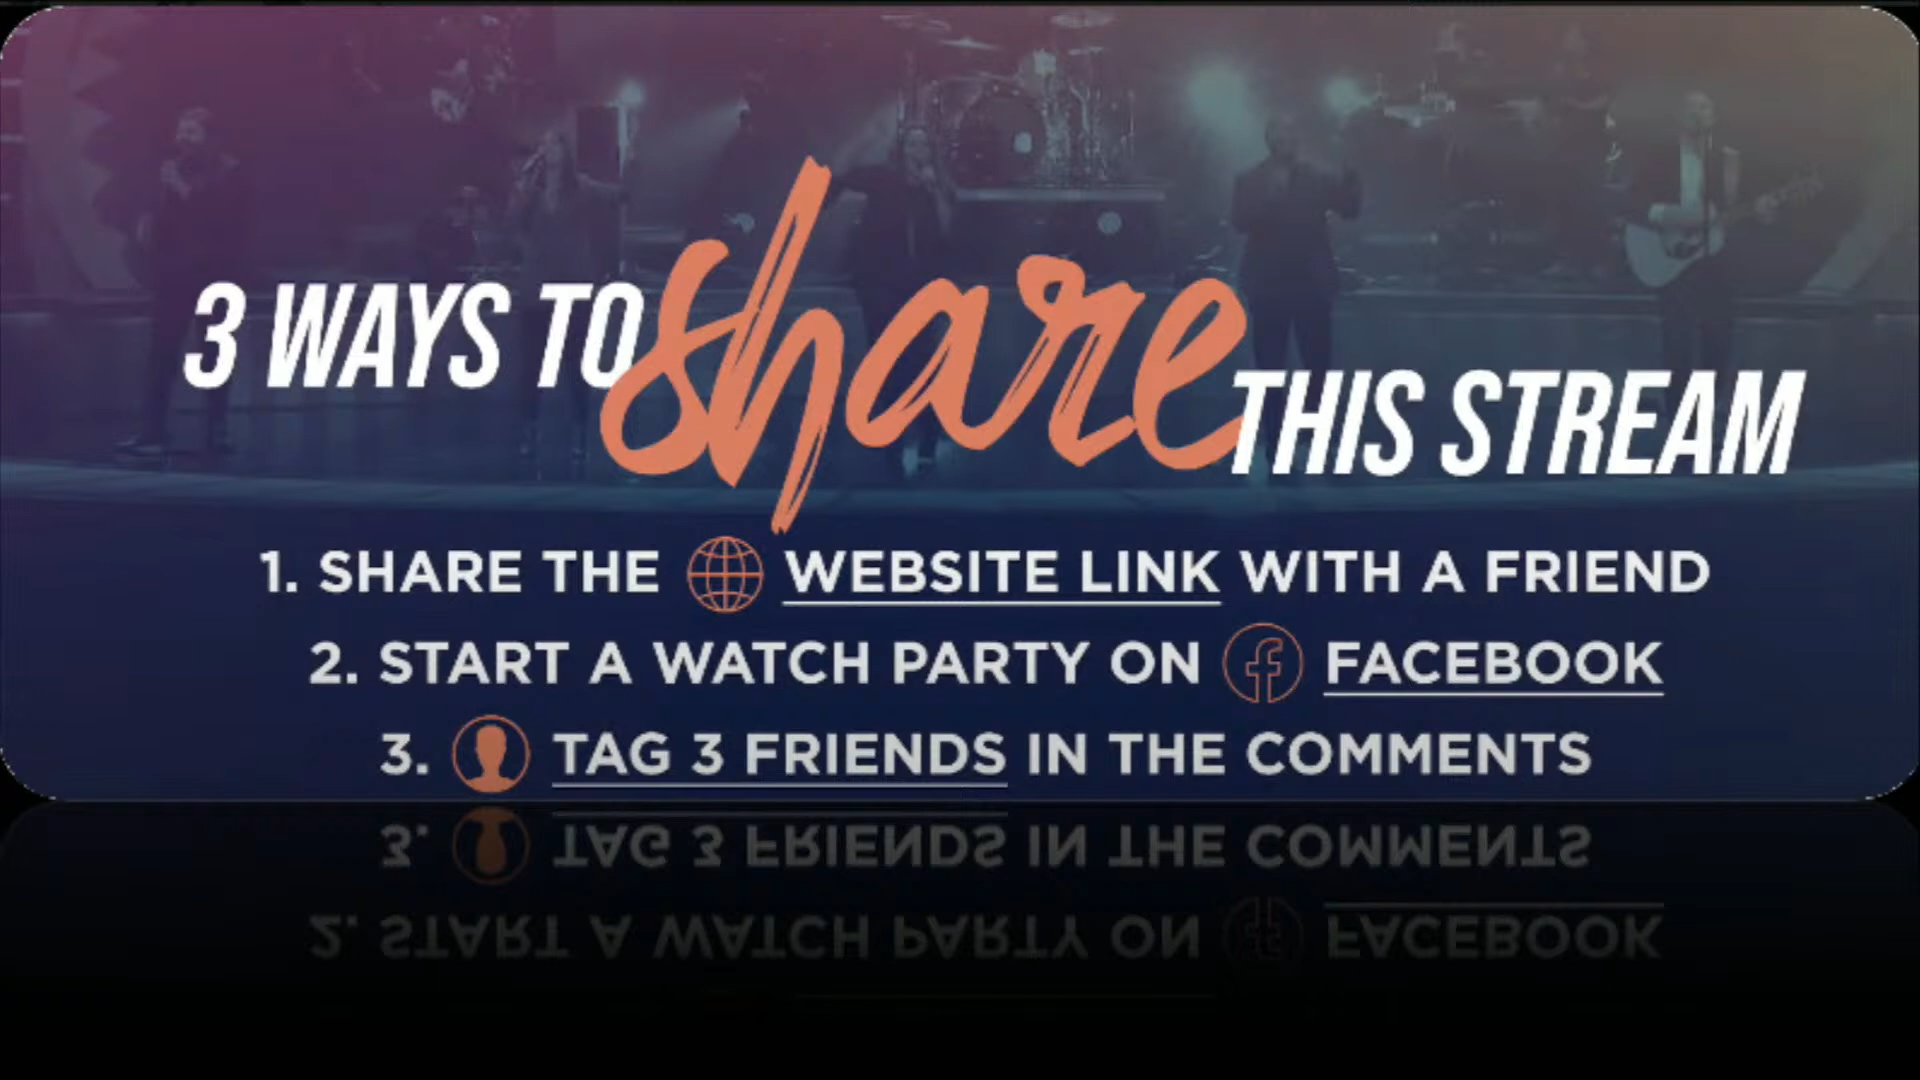 3 WAYS TO share THIS STREAM
1. SHARE THE WEBSITE LINK WITH A FRIEND
2. START A WATCH PARTY ON FACEBOOK
3. TAG 3 FRIENDS IN THE COMMENTS